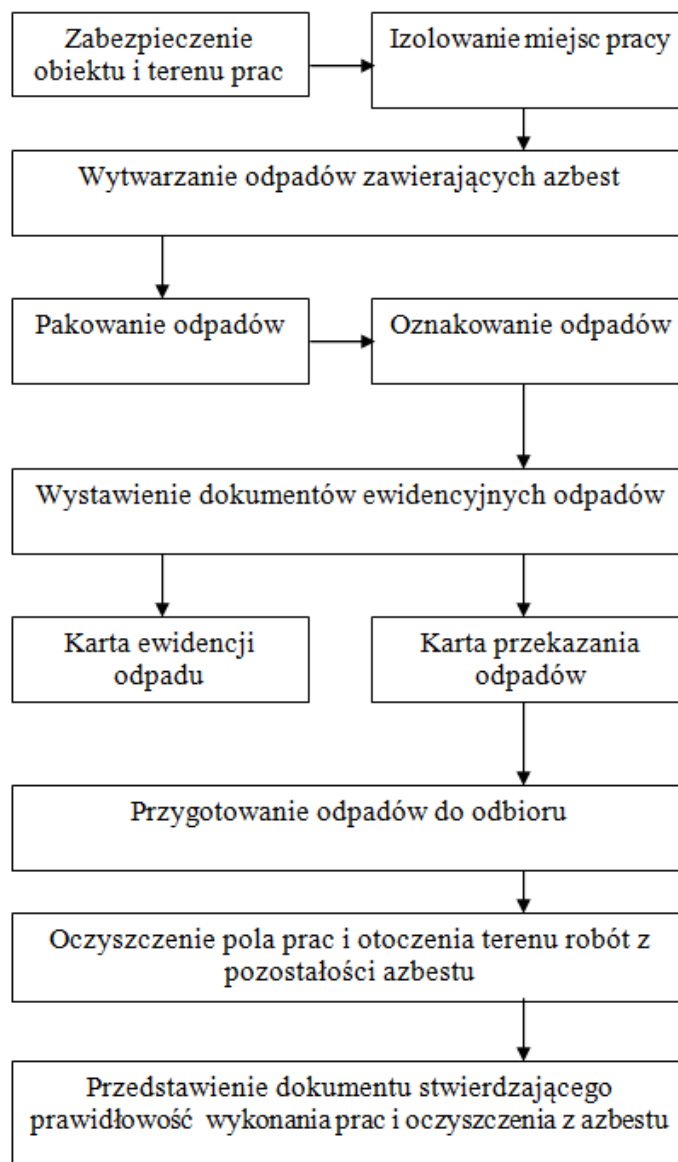 Zabezpieczenie
obiektu i terenu prac
Izolowanie miejsc pracy
Wytwarzanie odpadów zawierających azbest
Pakowanie odpadów
Oznakowanie odpadów
Wystawienie dokumentów ewidencyjnych odpadów
Karta ewidencji
odpadu
Karta przekazania
odpadów
Przygotowanie odpadów do odbioru
Oczyszczenie pola prac i otoczenia terenu robót z
pozostałości azbestu
Przedstawienie dokumentu stwierdzającego
prawidłowość wykonania prac i oczyszczenia z azbestu